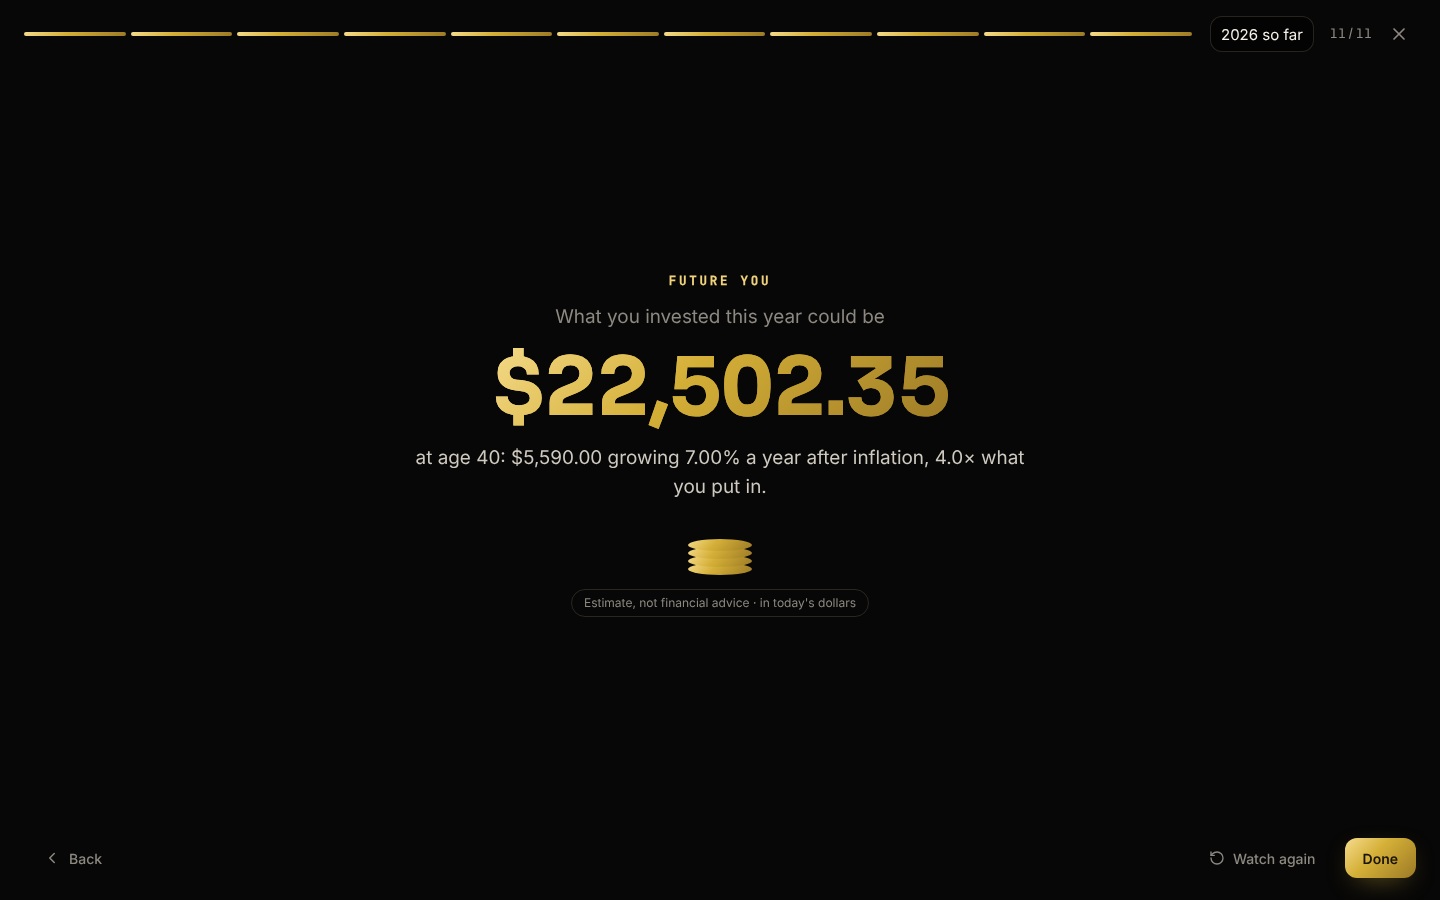 2026 so far
11/11
FUTURE YOU
What you invested this year could be
$22,502.35
at age 40: $5,590.00 growing 7.00% a year after inflation, 4.0× what
you put in.
Estimate, not financial advice · in today's dollars
Back
Watch again
Done